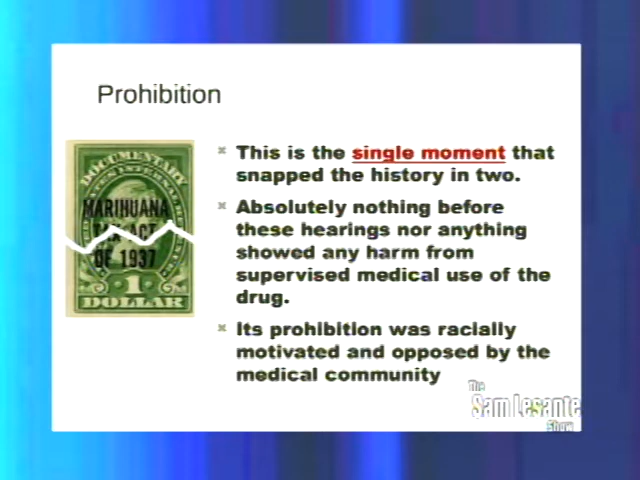 Prohibition
This is the single moment that
snapped the history in two.
Absolutely nothing before
these hearings nor anything
showed any harm from
supervised medical use of the
drug.
Its prohibition was racially
motivated and opposed by the
medical community
DOCUMENTARY
MARIHUANA
TAX ACT
OF 1937
1
DOLLAR
The
Sam Lesante
Show